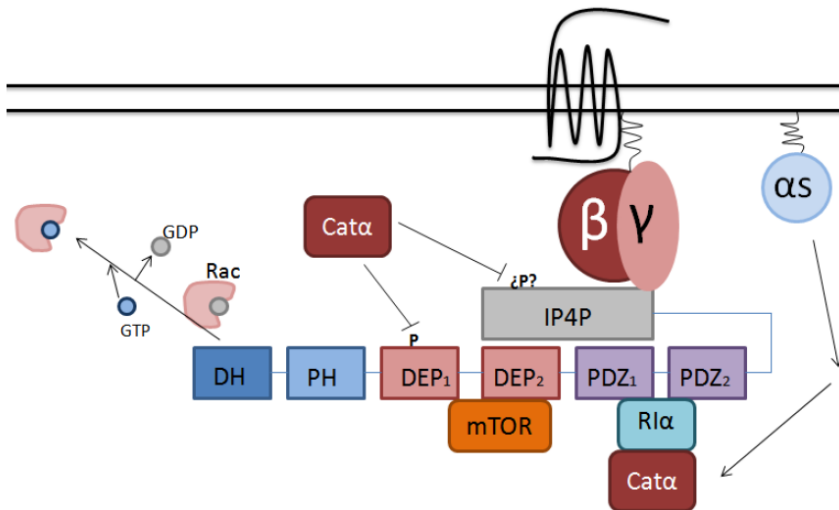 αs
β γ
Catα
GDP
Rac
GTP
¿P?
IP4P
P
DH PH DEP₁ DEP₂ PDZ₁ PDZ₂
mTOR
RIα
Catα